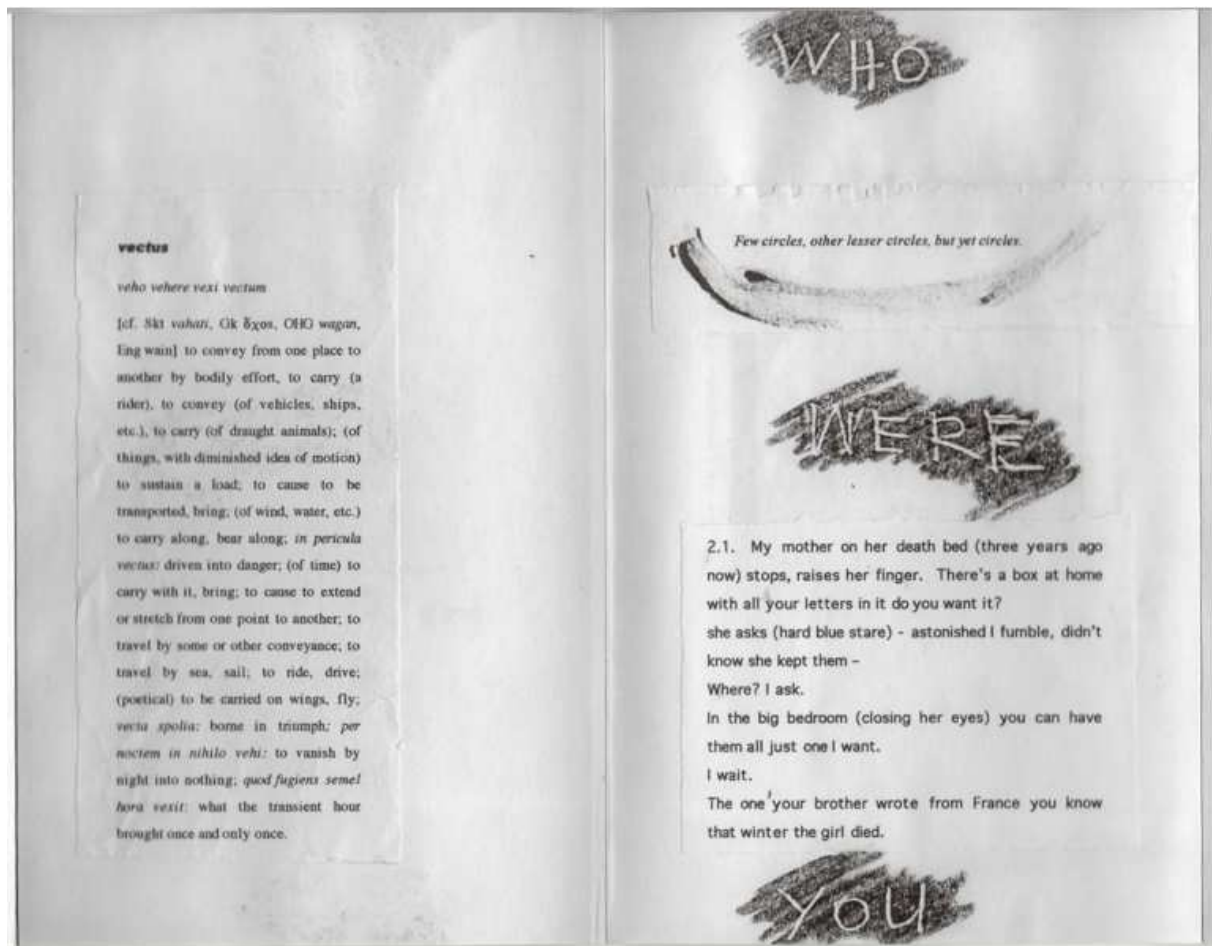 vectus
veho vehere vexi vectum
[cf. Skt vahati, Gk ὄχος, OHG wagan,
Eng wain] to convey from one place to
another by bodily effort, to carry (a
rider), to convey (of vehicles, ships,
etc.), to carry (of draught animals); (of
things, with diminished idea of motion)
to sustain a load; to cause to be
transported, bring; (of wind, water, etc.)
to carry along, bear along; in pericula
vectus: driven into danger; (of time) to
carry with it, bring; to cause to extend
or stretch from one point to another; to
travel by some or other conveyance; to
travel by sea, sail; to ride, drive;
(poetical) to be carried on wings, fly;
vecta spolia: borne in triumph; per
noctem in nihilo vehi: to vanish by
night into nothing; quod fugiens semel
hora vexit: what the transient hour
brought once and only once.
WHO
Few circles, other lesser circles, but yet circles.
WERE
2.1. My mother on her death bed (three years ago
now) stops, raises her finger. There's a box at home
with all your letters in it do you want it?
she asks (hard blue stare) – astonished I fumble, didn't
know she kept them –
Where? I ask.
In the big bedroom (closing her eyes) you can have
them all just one I want.
I wait.
The one your brother wrote from France you know
that winter the girl died.
YOU